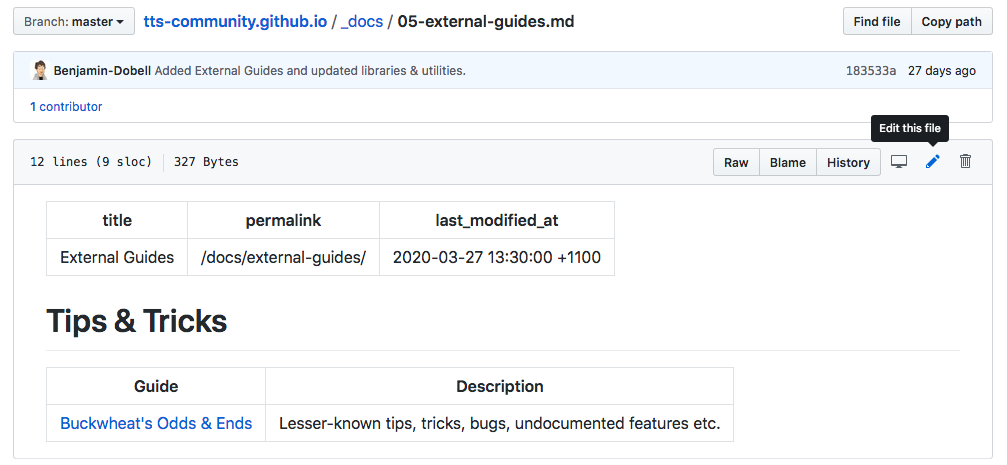 Branch: master tts-community.github.io / _docs / 05-external-guides.md Find file Copy path
Benjamin-Dobell Added External Guides and updated libraries & utilities. 183533a 27 days ago
1 contributor
Edit this file
12 lines (9 sloc) 327 Bytes Raw Blame History
title permalink last_modified_at
External Guides /docs/external-guides/ 2020-03-27 13:30:00 +1100
Tips & Tricks
Guide Description
Buckwheat's Odds & Ends Lesser-known tips, tricks, bugs, undocumented features etc.